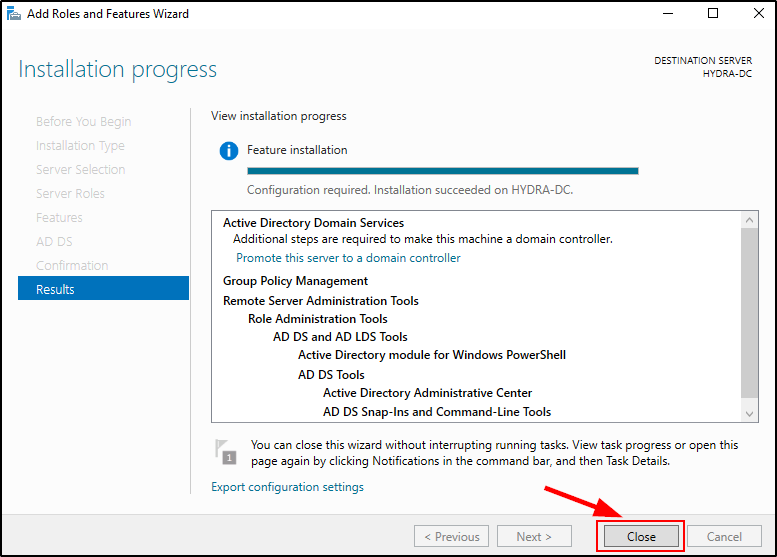 Add Roles and Features Wizard
Installation progress
DESTINATION SERVER
HYDRA-DC
Before You Begin
Installation Type
Server Selection
Server Roles
Features
AD DS
Confirmation
Results
View installation progress
Feature installation
Configuration required. Installation succeeded on HYDRA-DC.
Active Directory Domain Services
Additional steps are required to make this machine a domain controller.
Promote this server to a domain controller
Group Policy Management
Remote Server Administration Tools
Role Administration Tools
AD DS and AD LDS Tools
Active Directory module for Windows PowerShell
AD DS Tools
Active Directory Administrative Center
AD DS Snap-Ins and Command-Line Tools
1
You can close this wizard without interrupting running tasks. View task progress or open this
page again by clicking Notifications in the command bar, and then Task Details.
Export configuration settings
< Previous
Next >
Close
Cancel